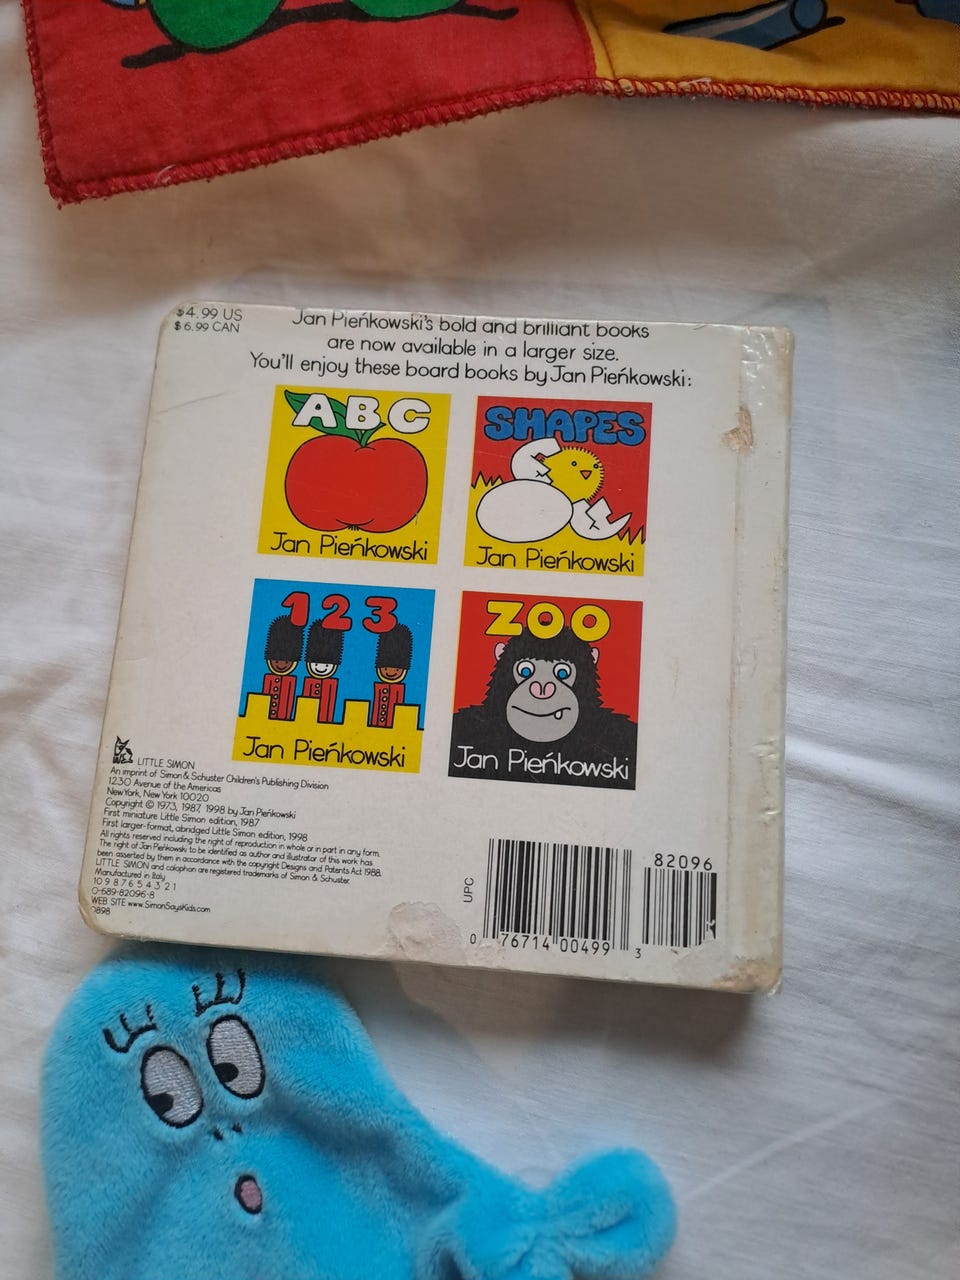 $4.99 US
$6.99 CAN
Jan Pieńkowski's bold and brilliant books
are now available in a larger size.
You'll enjoy these board books by Jan Pieńkowski:
ABC
Jan Pieńkowski
SHAPES
Jan Pieńkowski
123
Jan Pieńkowski
ZOO
Jan Pieńkowski
LITTLE SIMON
An imprint of Simon & Schuster Children's Publishing Division
1230 Avenue of the Americas
New York, New York 10020
Copyright © 1973, 1987, 1998 by Jan Pieńkowski
First miniature Little Simon edition, 1987
First larger-format, abridged Little Simon edition, 1998
All rights reserved including the right of reproduction in whole or in part in any form.
The right of Jan Pieńkowski to be identified as author and illustrator of this work has
been asserted by them in accordance with the copyright Designs and Patents Act 1988.
LITTLE SIMON and colophon are registered trademarks of Simon & Schuster.
Manufactured in Italy
10 9 8 7 6 5 4 3 2 1
0-689-82096-8
WEB SITE www.SimonSaysKids.com
0898
UPC
82096
0 76714 00499 3